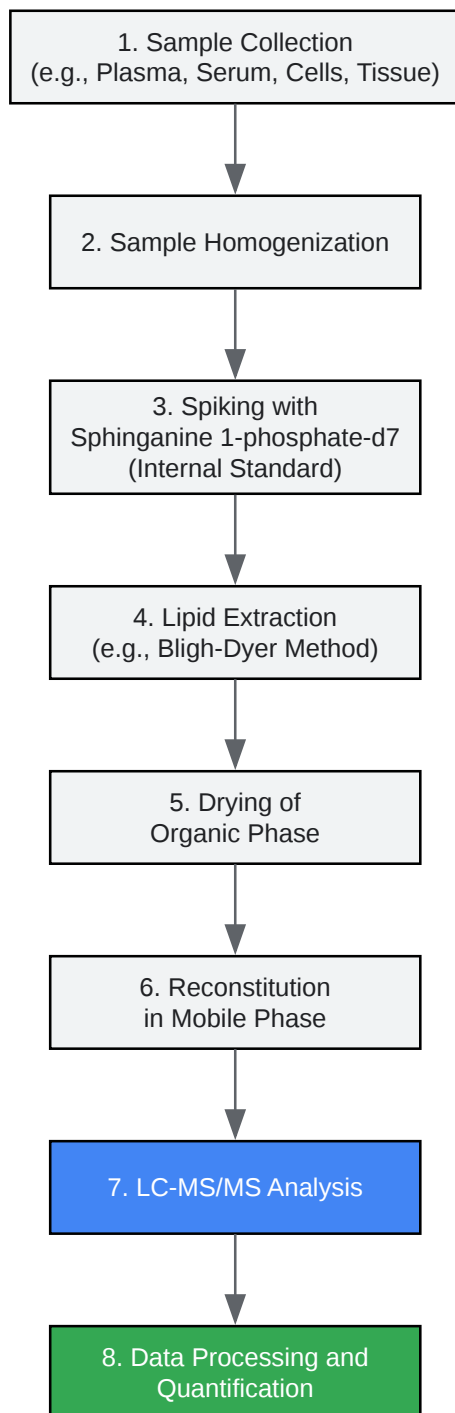 1. Sample Collection
(e.g., Plasma, Serum, Cells, Tissue)
2. Sample Homogenization
3. Spiking with
Sphinganine 1-phosphate-d7
(Internal Standard)
4. Lipid Extraction
(e.g., Bligh-Dyer Method)
5. Drying of
Organic Phase
6. Reconstitution
in Mobile Phase
7. LC-MS/MS Analysis
8. Data Processing and
Quantification